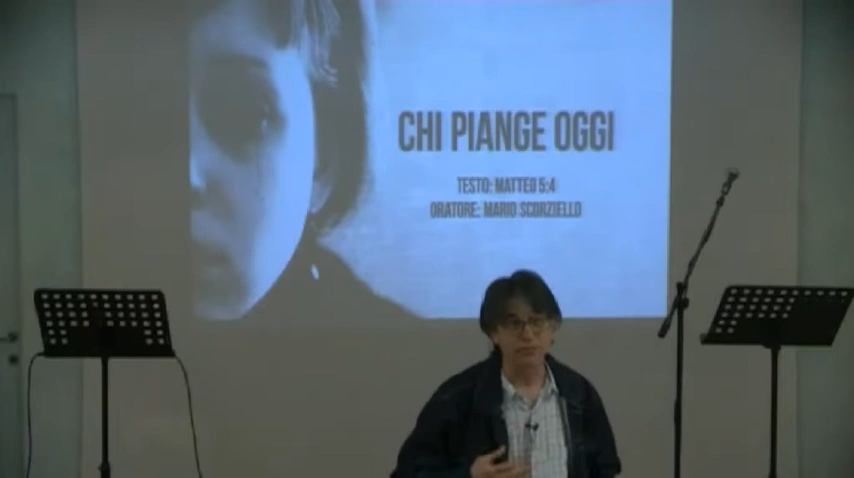 CHI PIANGE OGGI
TESTO: MATTEO 5:4
ORATORE: MARIO SCORZIELLO